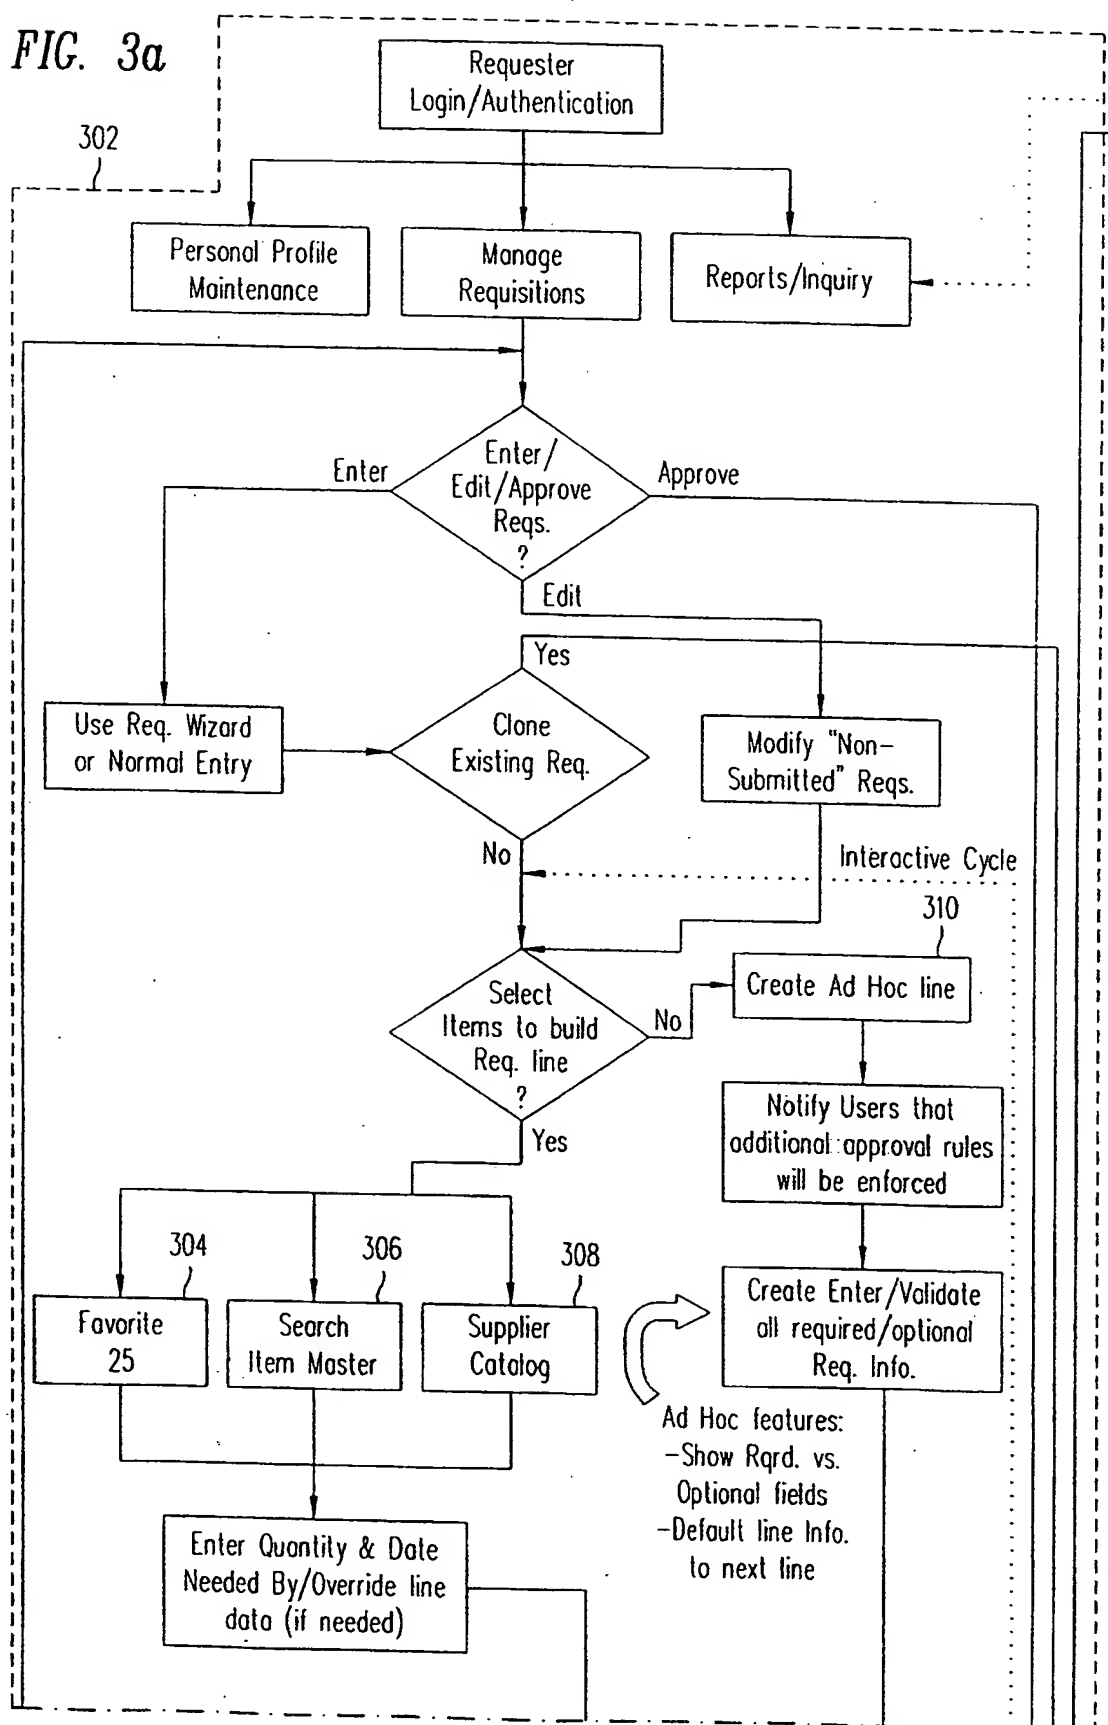 FIG. 3a
Requester
Login/Authentication
302
Personal Profile
Maintenance
Manage
Requisitions
Reports/Inquiry
Enter/
Edit/Approve
Reqs.
?
Enter
Approve
Edit
Yes
Use Req. Wizard
or Normal Entry
Clone
Existing Req.
Modify "Non-
Submitted" Reqs.
No
Interactive Cycle
310
Select
Items to build
Req. line
?
No
Create Ad Hoc line
Yes
Notify Users that
additional approval rules
will be enforced
304
306
308
Favorite
25
Search
Item Master
Supplier
Catalog
Create Enter/Validate
all required/optional
Req. Info.
Ad Hoc features:
-Show Rqrd. vs.
Optional fields
-Default line Info.
to next line
Enter Quantity & Date
Needed By/Override line
data (if needed)